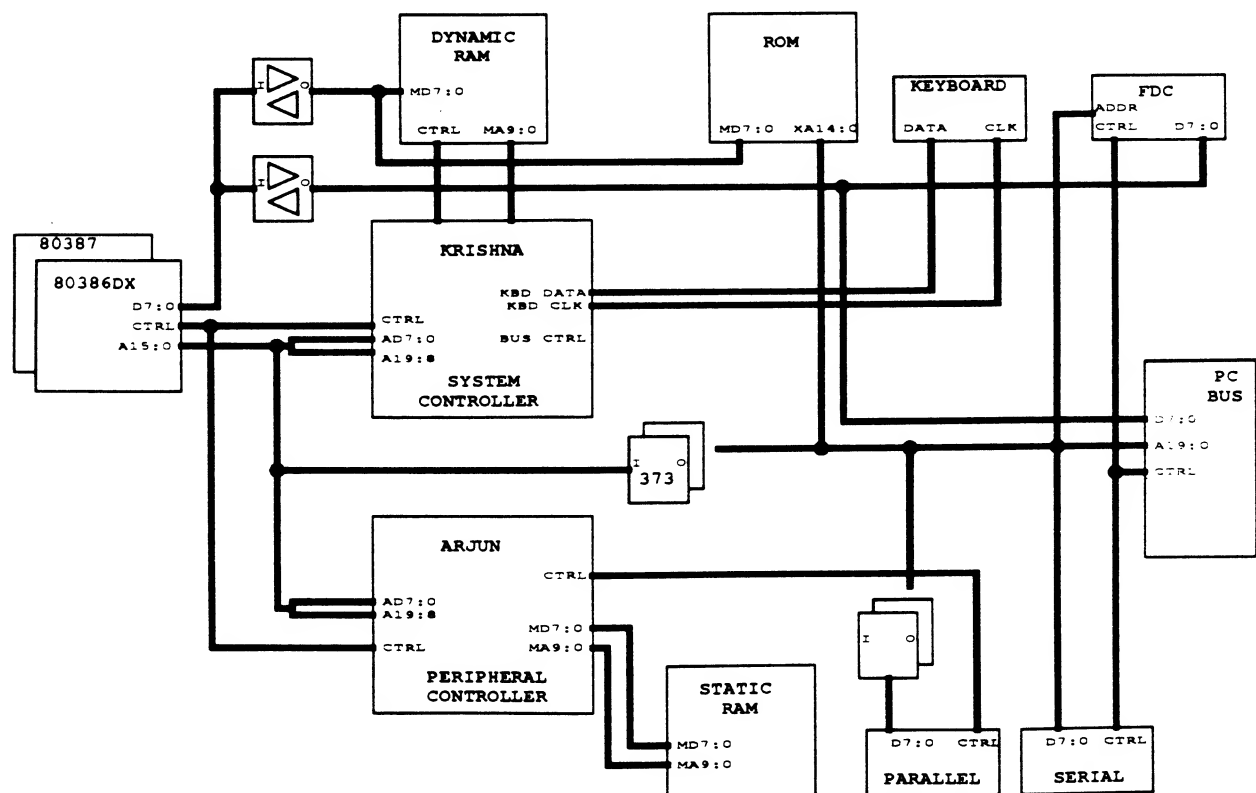 DYNAMIC
RAM
MD7:0
CTRL MA9:0
ROM
MD7:0 XA14:0
KEYBOARD
DATA CLK
FDC
ADDR
CTRL D7:0
I O
I O
80387
80386DX
D7:0
CTRL
A15:0
KRISHNA
KBD DATA
KBD CLK
CTRL
AD7:0 BUS CTRL
A19:8
SYSTEM
CONTROLLER
PC
BUS
D7:0
A19:0
CTRL
I O
373
ARJUN
CTRL
AD7:0
A19:8
MD7:0
CTRL MA9:0
PERIPHERAL
CONTROLLER
I O
STATIC
RAM
MD7:0
MA9:0
D7:0 CTRL
PARALLEL
D7:0 CTRL
SERIAL